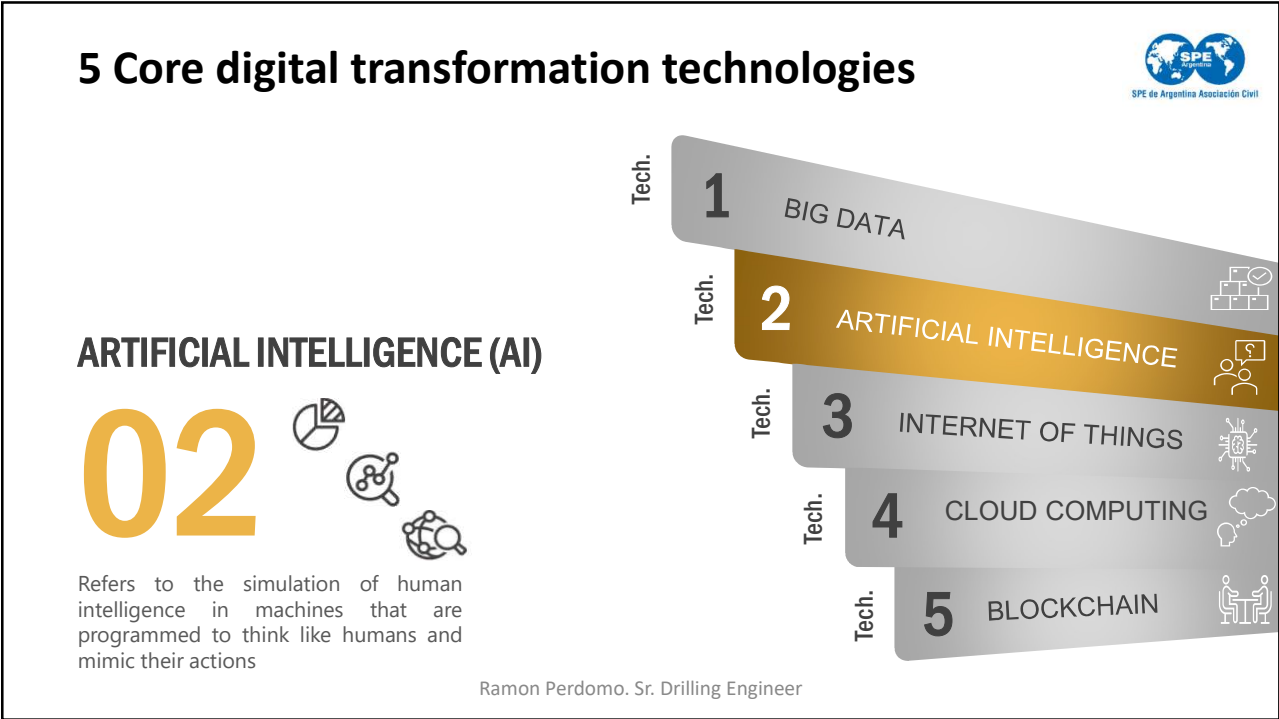 5 Core digital transformation technologies
SPE
Argentina
SPE de Argentina Asociación Civil
Tech.
1
BIG DATA
Tech.
2
ARTIFICIAL INTELLIGENCE
Tech.
3
INTERNET OF THINGS
Tech.
4
CLOUD COMPUTING
Tech.
5
BLOCKCHAIN
ARTIFICIAL INTELLIGENCE (AI)
02
Refers to the simulation of human
intelligence in machines that are
programmed to think like humans and
mimic their actions
Ramon Perdomo. Sr. Drilling Engineer